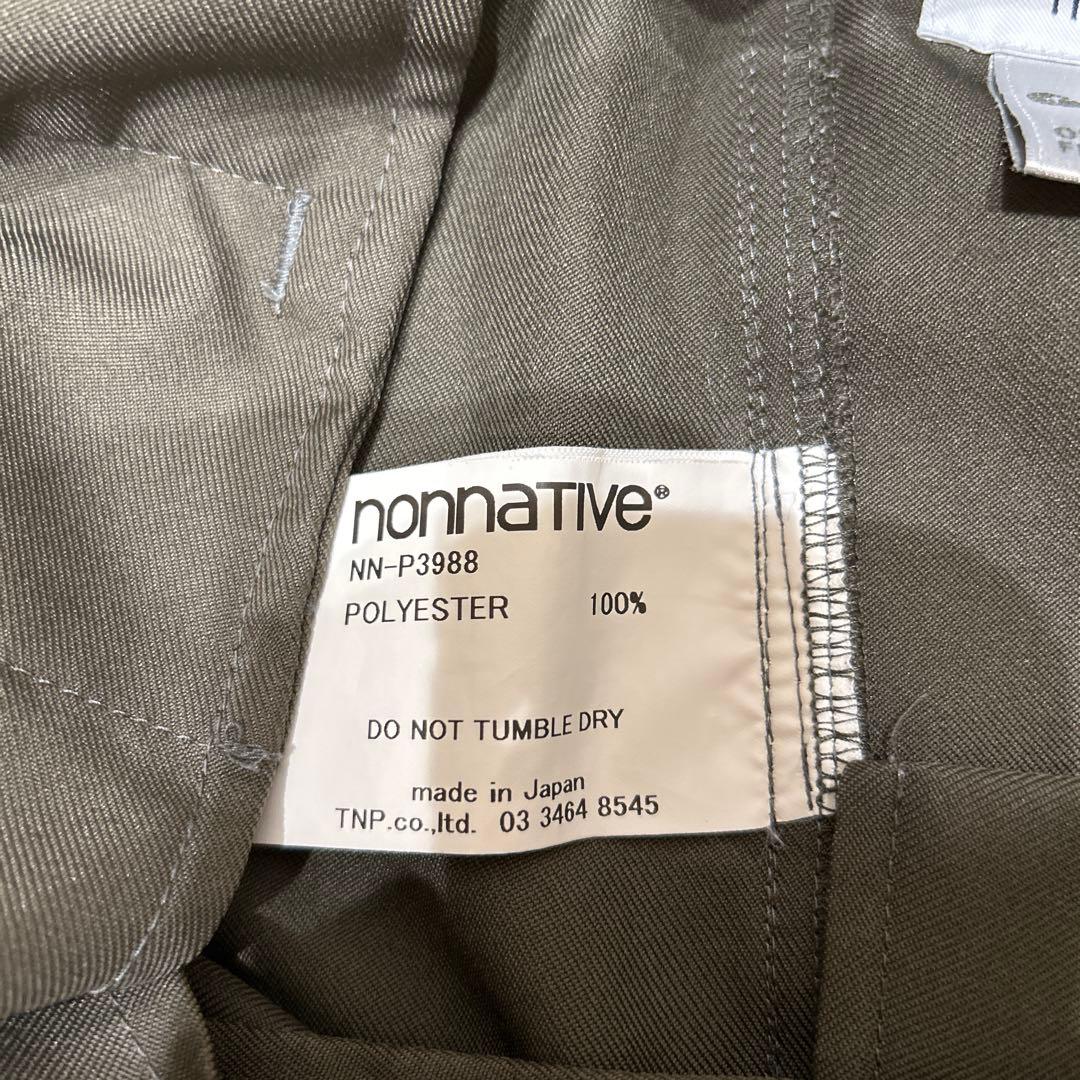 nonnaTIVe®
NN-P3988
POLYESTER 100%
DO NOT TUMBLE DRY
made in Japan
TNP.co.,ltd. 03 3464 8545